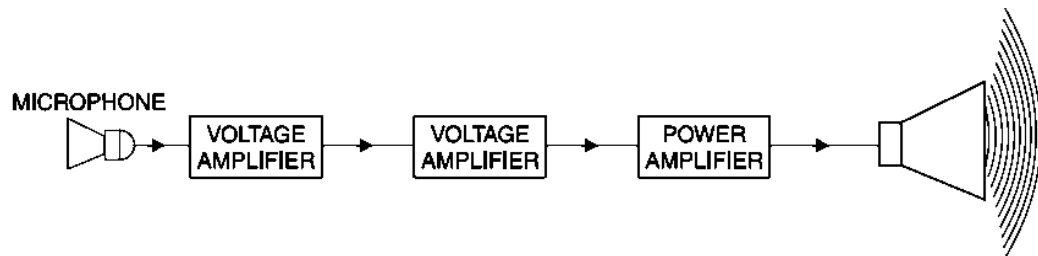 MICROPHONE
VOLTAGE
AMPLIFIER
VOLTAGE
AMPLIFIER
POWER
AMPLIFIER